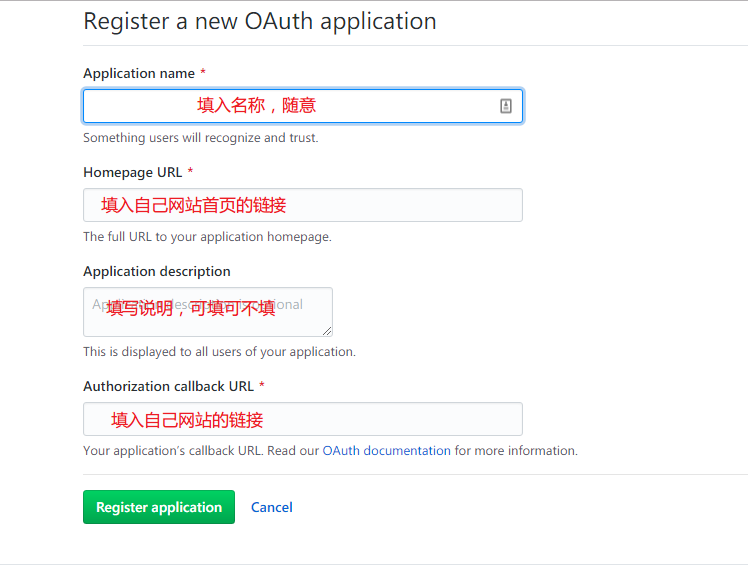 Register a new OAuth application
Application name *
填入名称，随意
Something users will recognize and trust.
Homepage URL *
填入自己网站首页的链接
The full URL to your application homepage.
Application description
Application description is optional
填写说明，可填可不填
This is displayed to all users of your application.
Authorization callback URL *
填入自己网站的链接
Your application's callback URL. Read our OAuth documentation for more information.
Register application Cancel